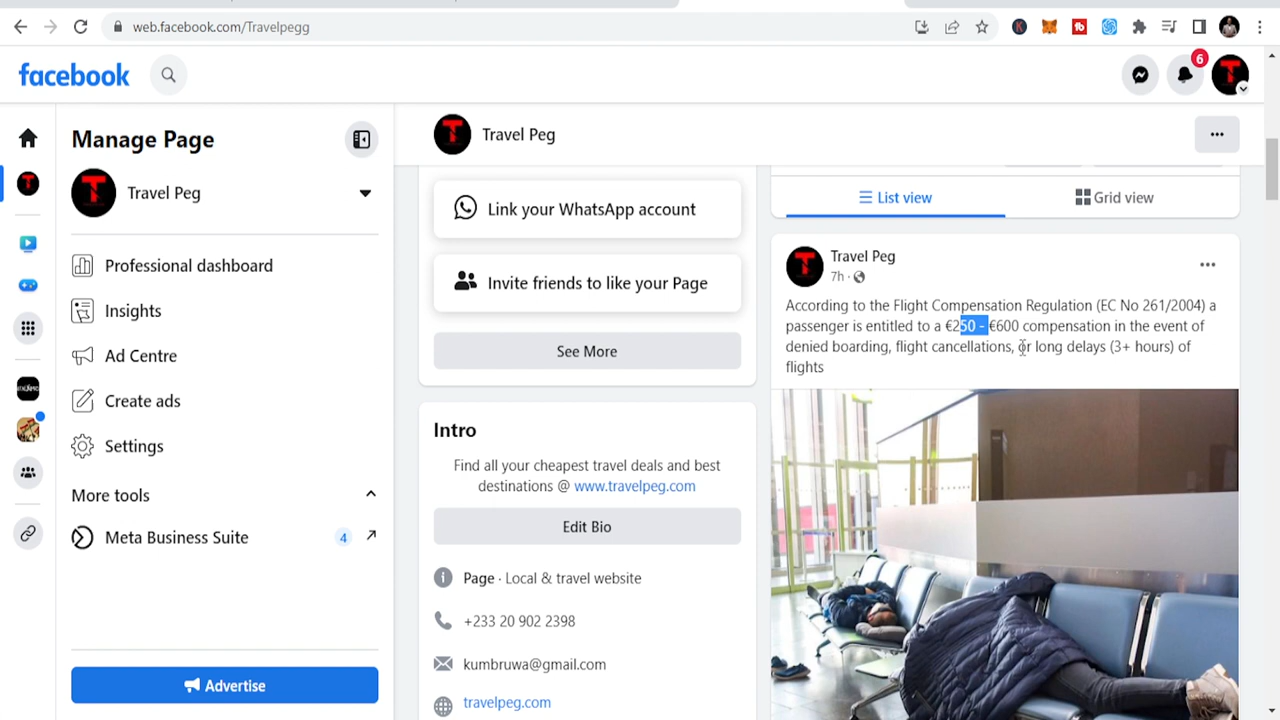 web.facebook.com/Travelpegg
facebook
6
Manage Page
Travel Peg
Professional dashboard
Insights
Ad Centre
Create ads
Settings
More tools
Meta Business Suite
4
Advertise
Travel Peg
Link your WhatsApp account
Invite friends to like your Page
See More
Intro
Find all your cheapest travel deals and best
destinations @ www.travelpeg.com
Edit Bio
Page · Local & travel website
+233 20 902 2398
kumbruwa@gmail.com
travelpeg.com
List view
Grid view
Travel Peg
7h ·
According to the Flight Compensation Regulation (EC No 261/2004) a
passenger is entitled to a €250 - €600 compensation in the event of
denied boarding, flight cancellations, or long delays (3+ hours) of
flights